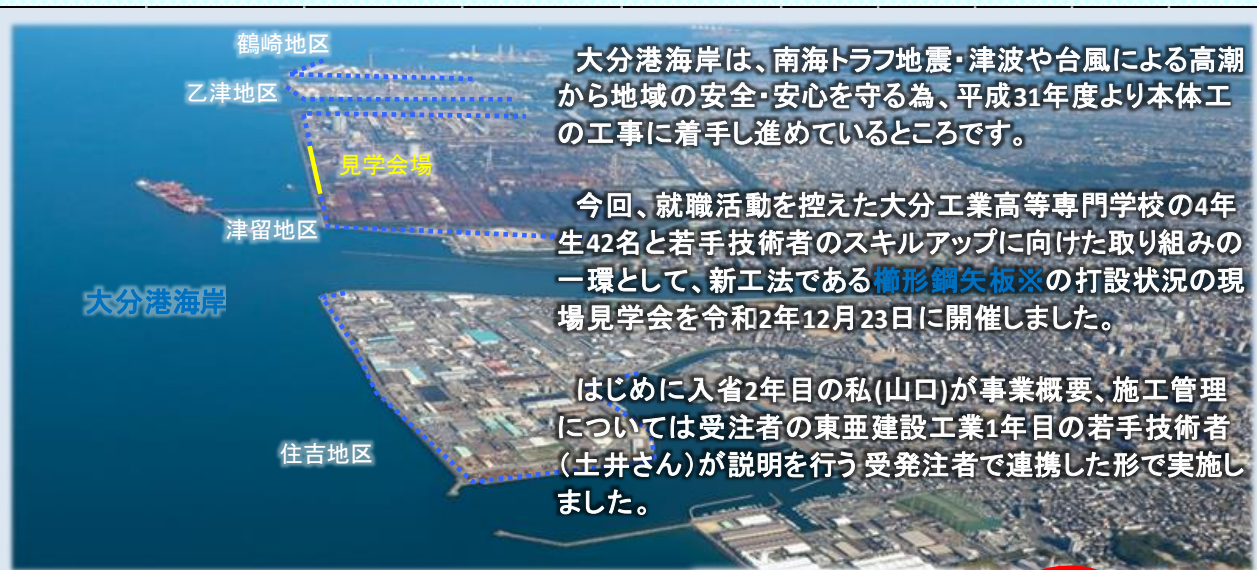 鶴崎地区
乙津地区
見学会場
津留地区
大分港海岸
住吉地区
大分港海岸は、南海トラフ地震・津波や台風による高潮
から地域の安全・安心を守る為、平成31年度より本体工
の工事に着手し進めているところです。
今回、就職活動を控えた大分工業高等専門学校の4年
生42名と若手技術者のスキルアップに向けた取り組みの
一環として、新工法である櫛形鋼矢板※の打設状況の現
場見学会を令和2年12月23日に開催しました。
はじめに入省2年目の私(山口)が事業概要、施工管理
については受注者の東亜建設工業1年目の若手技術者
（土井さん）が説明を行う 受発注者で連携した形で実施し
ました。